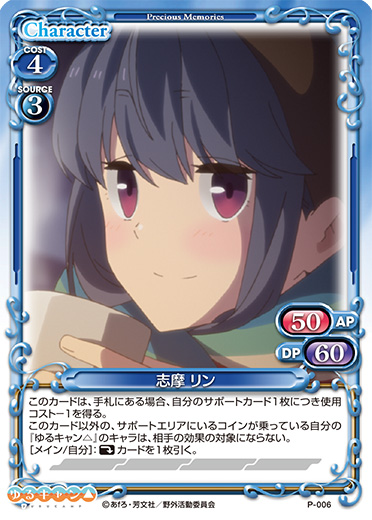 Precious Memories
Character
COST
4
SOURCE
3
50 AP
DP 60
志摩 リン
このカードは、手札にある場合、自分のサポートカード1枚につき使用
コスト－1を得る。
このカード以外の、サポートエリアにいるコインが乗っている自分の
『ゆるキャン△』のキャラは、相手の効果の対象にならない。
[メイン/自分]：カードを1枚引く。
ゆるキャン△
©あfろ・芳文社／野外活動委員会
P-006